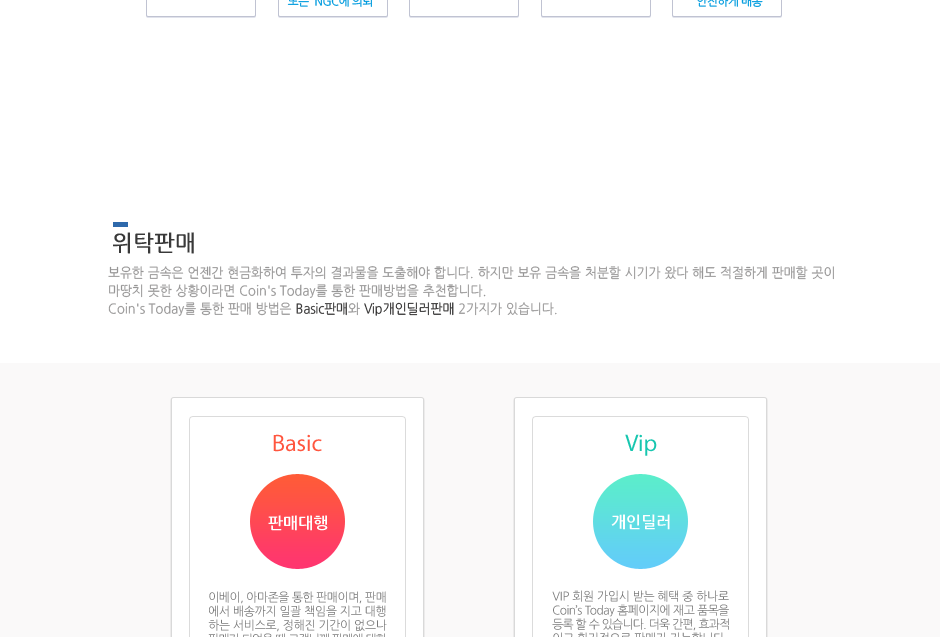 또는 NGC에 의뢰
안전하게 배송
위탁판매
보유한 금속은 언젠간 현금화하여 투자의 결과물을 도출해야 합니다. 하지만 보유 금속을 처분할 시기가 왔다 해도 적절하게 판매할 곳이
마땅치 못한 상황이라면 Coin's Today를 통한 판매방법을 추천합니다.
Coin's Today를 통한 판매 방법은 Basic판매와 Vip개인딜러판매 2가지가 있습니다.
Basic
판매대행
이베이, 아마존을 통한 판매이며, 판매
에서 배송까지 일괄 책임을 지고 대행
하는 서비스로, 정해진 기간이 없으나
Vip
개인딜러
VIP 회원 가입시 받는 혜택 중 하나로
Coin's Today 홈페이지에 재고 품목을
등록 할 수 있습니다. 더욱 간편, 효과적